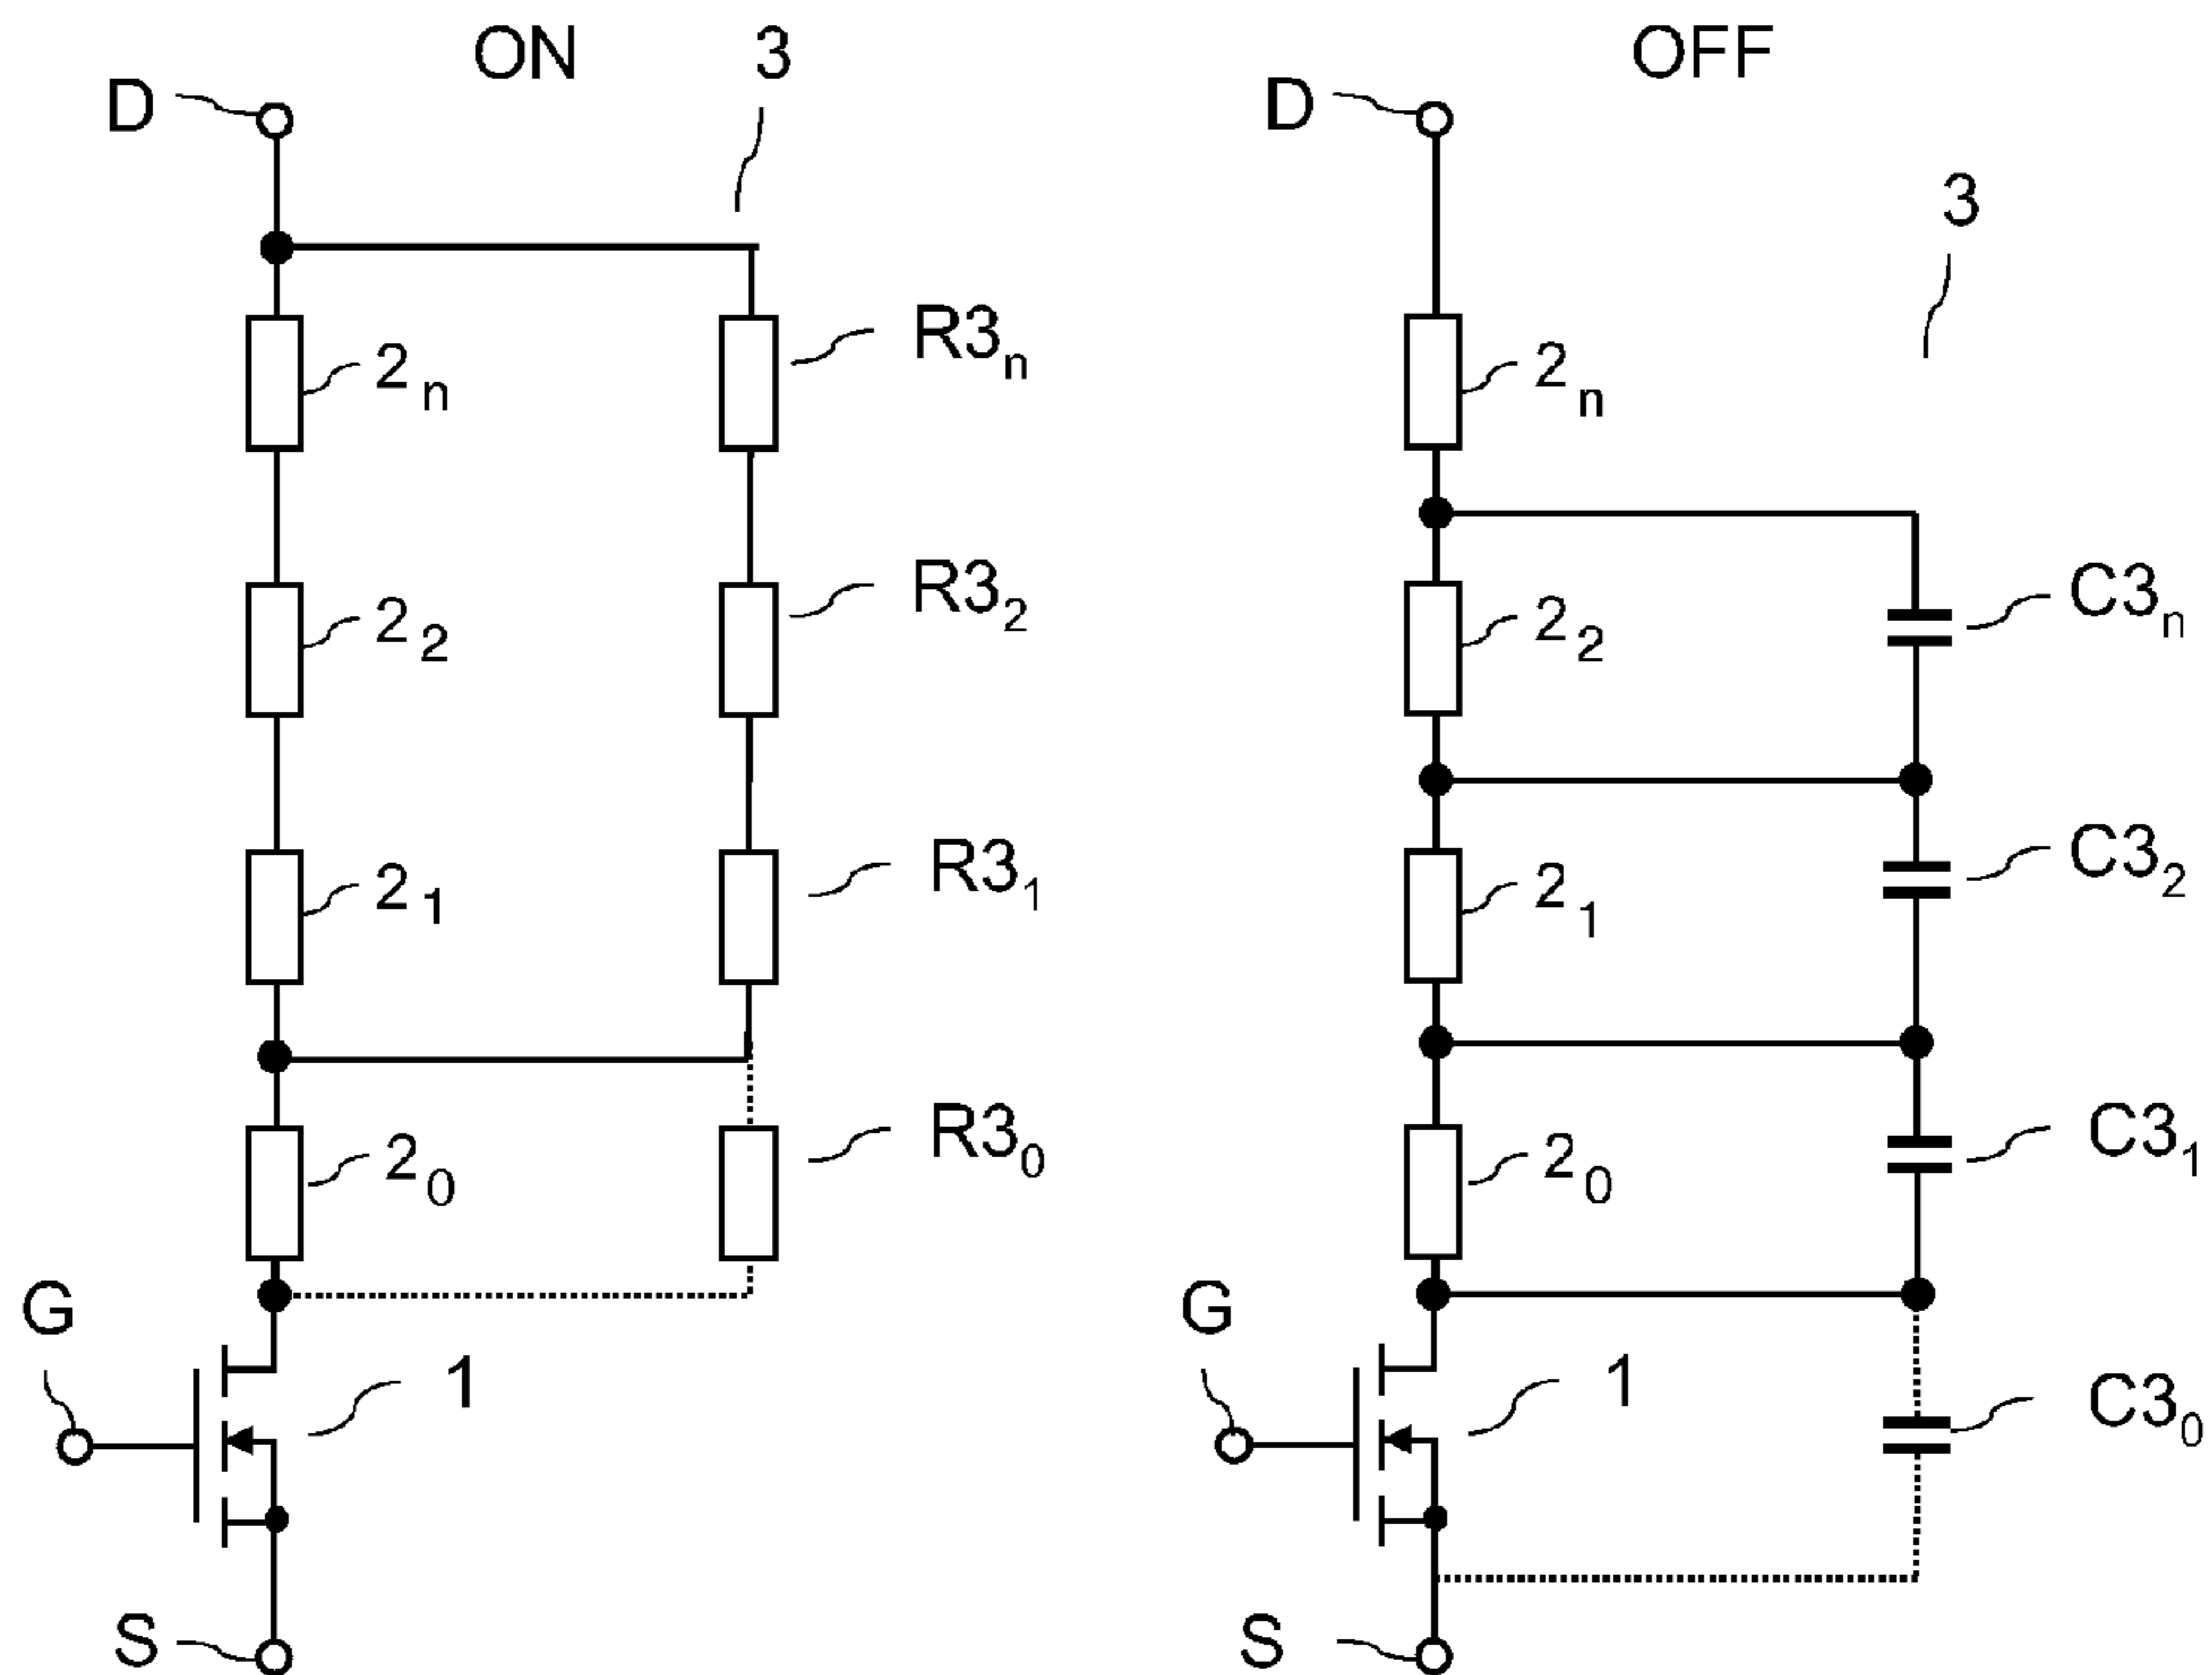 ON
3
D
R3ₙ
2ₙ
R3₂
2₂
R3₁
2₁
R3₀
2₀
G
1
S
OFF
D
3
2ₙ
C3ₙ
2₂
C3₂
2₁
C3₁
2₀
G
1
C3₀
S